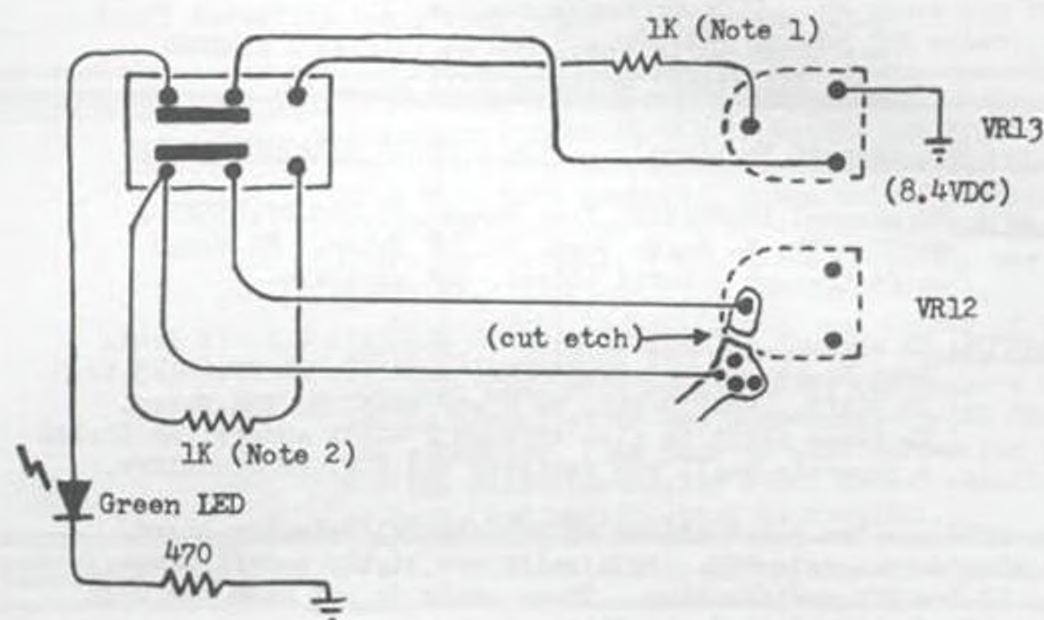 1K (Note 1)
VR13
(8.4VDC)
VR12
(cut etch)
1K (Note 2)
Green LED
470